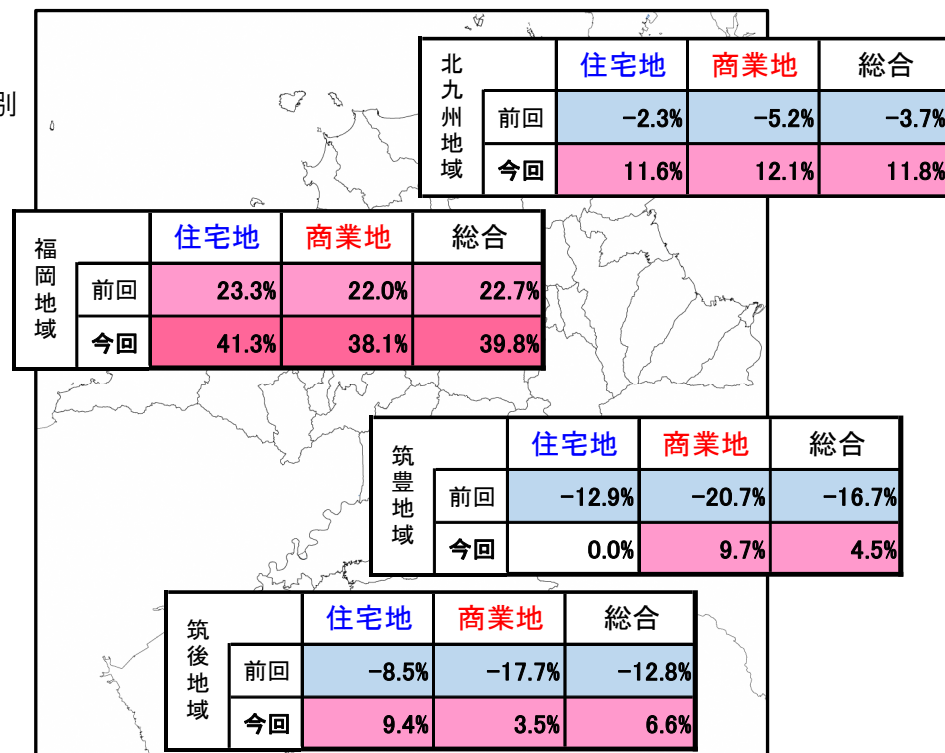 別
北九州地域
住宅地 商業地 総合
前回 −2.3% −5.2% −3.7%
今回 11.6% 12.1% 11.8%
福岡地域
住宅地 商業地 総合
前回 23.3% 22.0% 22.7%
今回 41.3% 38.1% 39.8%
筑豊地域
住宅地 商業地 総合
前回 −12.9% −20.7% −16.7%
今回 0.0% 9.7% 4.5%
筑後地域
住宅地 商業地 総合
前回 −8.5% −17.7% −12.8%
今回 9.4% 3.5% 6.6%